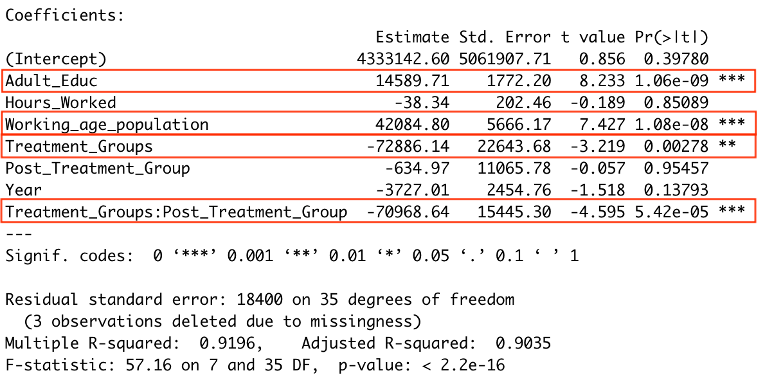 Coefficients:
Estimate Std. Error t value Pr(>|t|)
(Intercept) 4333142.60 5061907.71 0.856 0.39780
Adult_Educ 14589.71 1772.20 8.233 1.06e-09 ***
Hours_Worked -38.34 202.46 -0.189 0.85089
Working_age_population 42084.80 5666.17 7.427 1.08e-08 ***
Treatment_Groups -72886.14 22643.68 -3.219 0.00278 **
Post_Treatment_Group -634.97 11065.78 -0.057 0.95457
Year -3727.01 2454.76 -1.518 0.13793
Treatment_Groups:Post_Treatment_Group -70968.64 15445.30 -4.595 5.42e-05 ***
---
Signif. codes: 0 ‘***’ 0.001 ‘**’ 0.01 ‘*’ 0.05 ‘.’ 0.1 ‘ ’ 1
Residual standard error: 18400 on 35 degrees of freedom
(3 observations deleted due to missingness)
Multiple R-squared: 0.9196, Adjusted R-squared: 0.9035
F-statistic: 57.16 on 7 and 35 DF, p-value: < 2.2e-16